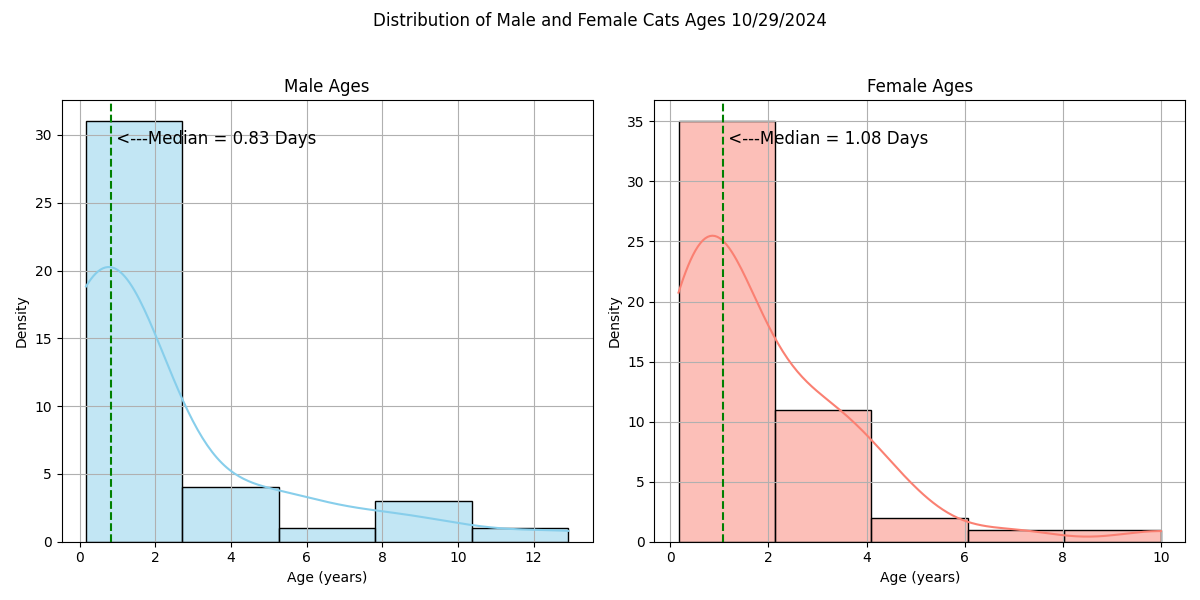 Distribution of Male and Female Cats Ages 10/29/2024
Male Ages
<---Median = 0.83 Days
30
25
20
15
10
5
0
Density
0 2 4 6 8 10 12
Age (years)
Female Ages
<---Median = 1.08 Days
35
30
25
20
15
10
5
0
Density
0 2 4 6 8 10
Age (years)